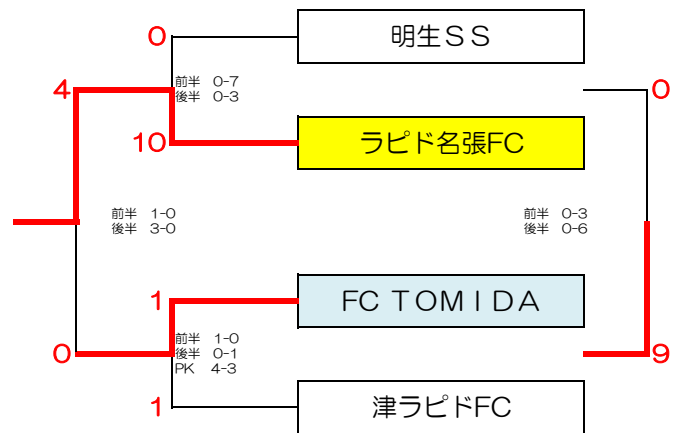 0
明生ＳＳ
前半 0-7
後半 0-3
4
0
10
ラピド名張FC
前半 1-0
後半 3-0
前半 0-3
後半 0-6
1
FC ＴＯＭＩＤＡ
前半 1-0
後半 0-1
PK 4-3
0
9
1
津ラピドFC